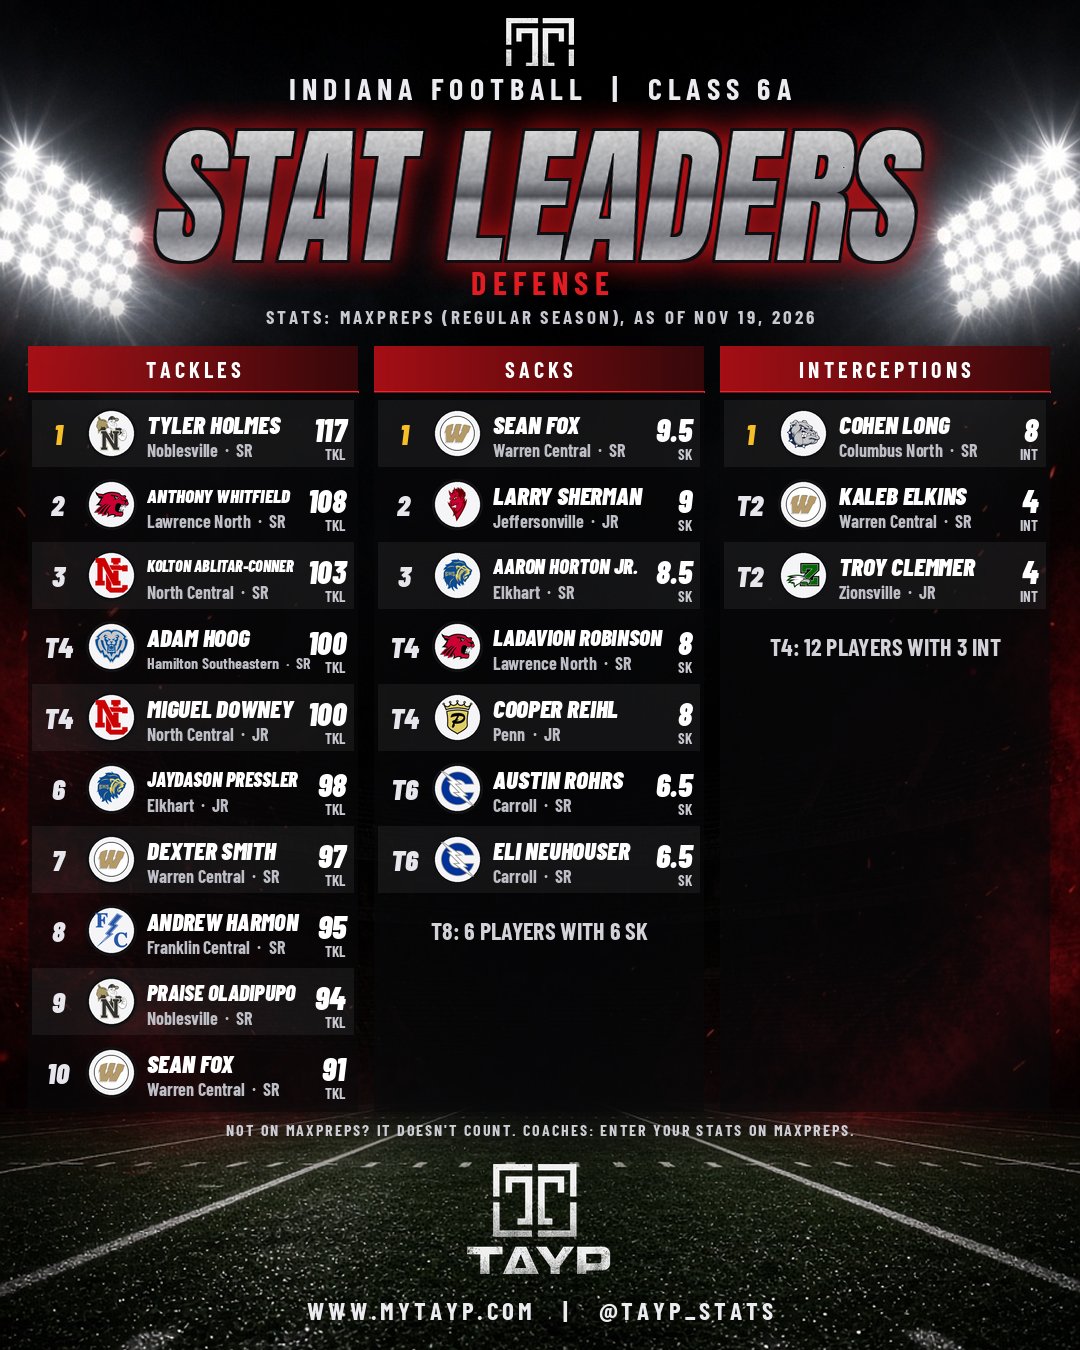 INDIANA FOOTBALL | CLASS 6A
STAT LEADERS
DEFENSE
STATS: MAXPREPS (REGULAR SEASON), AS OF NOV 19, 2026
TACKLES
1 TYLER HOLMES 117
Noblesville · SR TKL
2 ANTHONY WHITFIELD 108
Lawrence North · SR TKL
3 KOLTON ABLITAR-CONNER 103
North Central · SR TKL
T4 ADAM HOOG 100
Hamilton Southeastern · SR TKL
T4 MIGUEL DOWNEY 100
North Central · JR TKL
6 JAYDASON PRESSLER 98
Elkhart · JR TKL
7 DEXTER SMITH 97
Warren Central · SR TKL
8 ANDREW HARMON 95
Franklin Central · SR TKL
9 PRAISE OLADIPUPO 94
Noblesville · SR TKL
10 SEAN FOX 91
Warren Central · SR TKL
SACKS
1 SEAN FOX 9.5
Warren Central · SR SK
2 LARRY SHERMAN 9
Jeffersonville · JR SK
3 AARON HORTON JR. 8.5
Elkhart · SR SK
T4 LADAVION ROBINSON 8
Lawrence North · SR SK
T4 COOPER REIHL 8
Penn · JR SK
T6 AUSTIN ROHRS 6.5
Carroll · SR SK
T6 ELI NEUHOUSER 6.5
Carroll · SR SK
T8: 6 PLAYERS WITH 6 SK
INTERCEPTIONS
1 COHEN LONG 8
Columbus North · SR INT
T2 KALEB ELKINS 4
Warren Central · SR INT
T2 TROY CLEMMER 4
Zionsville · JR INT
T4: 12 PLAYERS WITH 3 INT
NOT ON MAXPREPS? IT DOESN'T COUNT. COACHES: ENTER YOUR STATS ON MAXPREPS.
TAYP
WWW.MYTAYP.COM | @TAYP_STATS